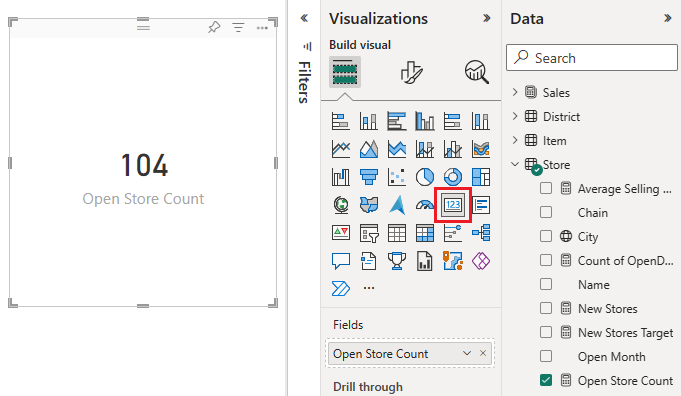 104
Open Store Count
Filters
Visualizations
Build visual
123
Fields
Open Store Count
Drill through
Data
Search
Sales
District
Item
Store
Average Selling ...
Chain
City
Count of OpenD...
Name
New Stores
New Stores Target
Open Month
Open Store Count